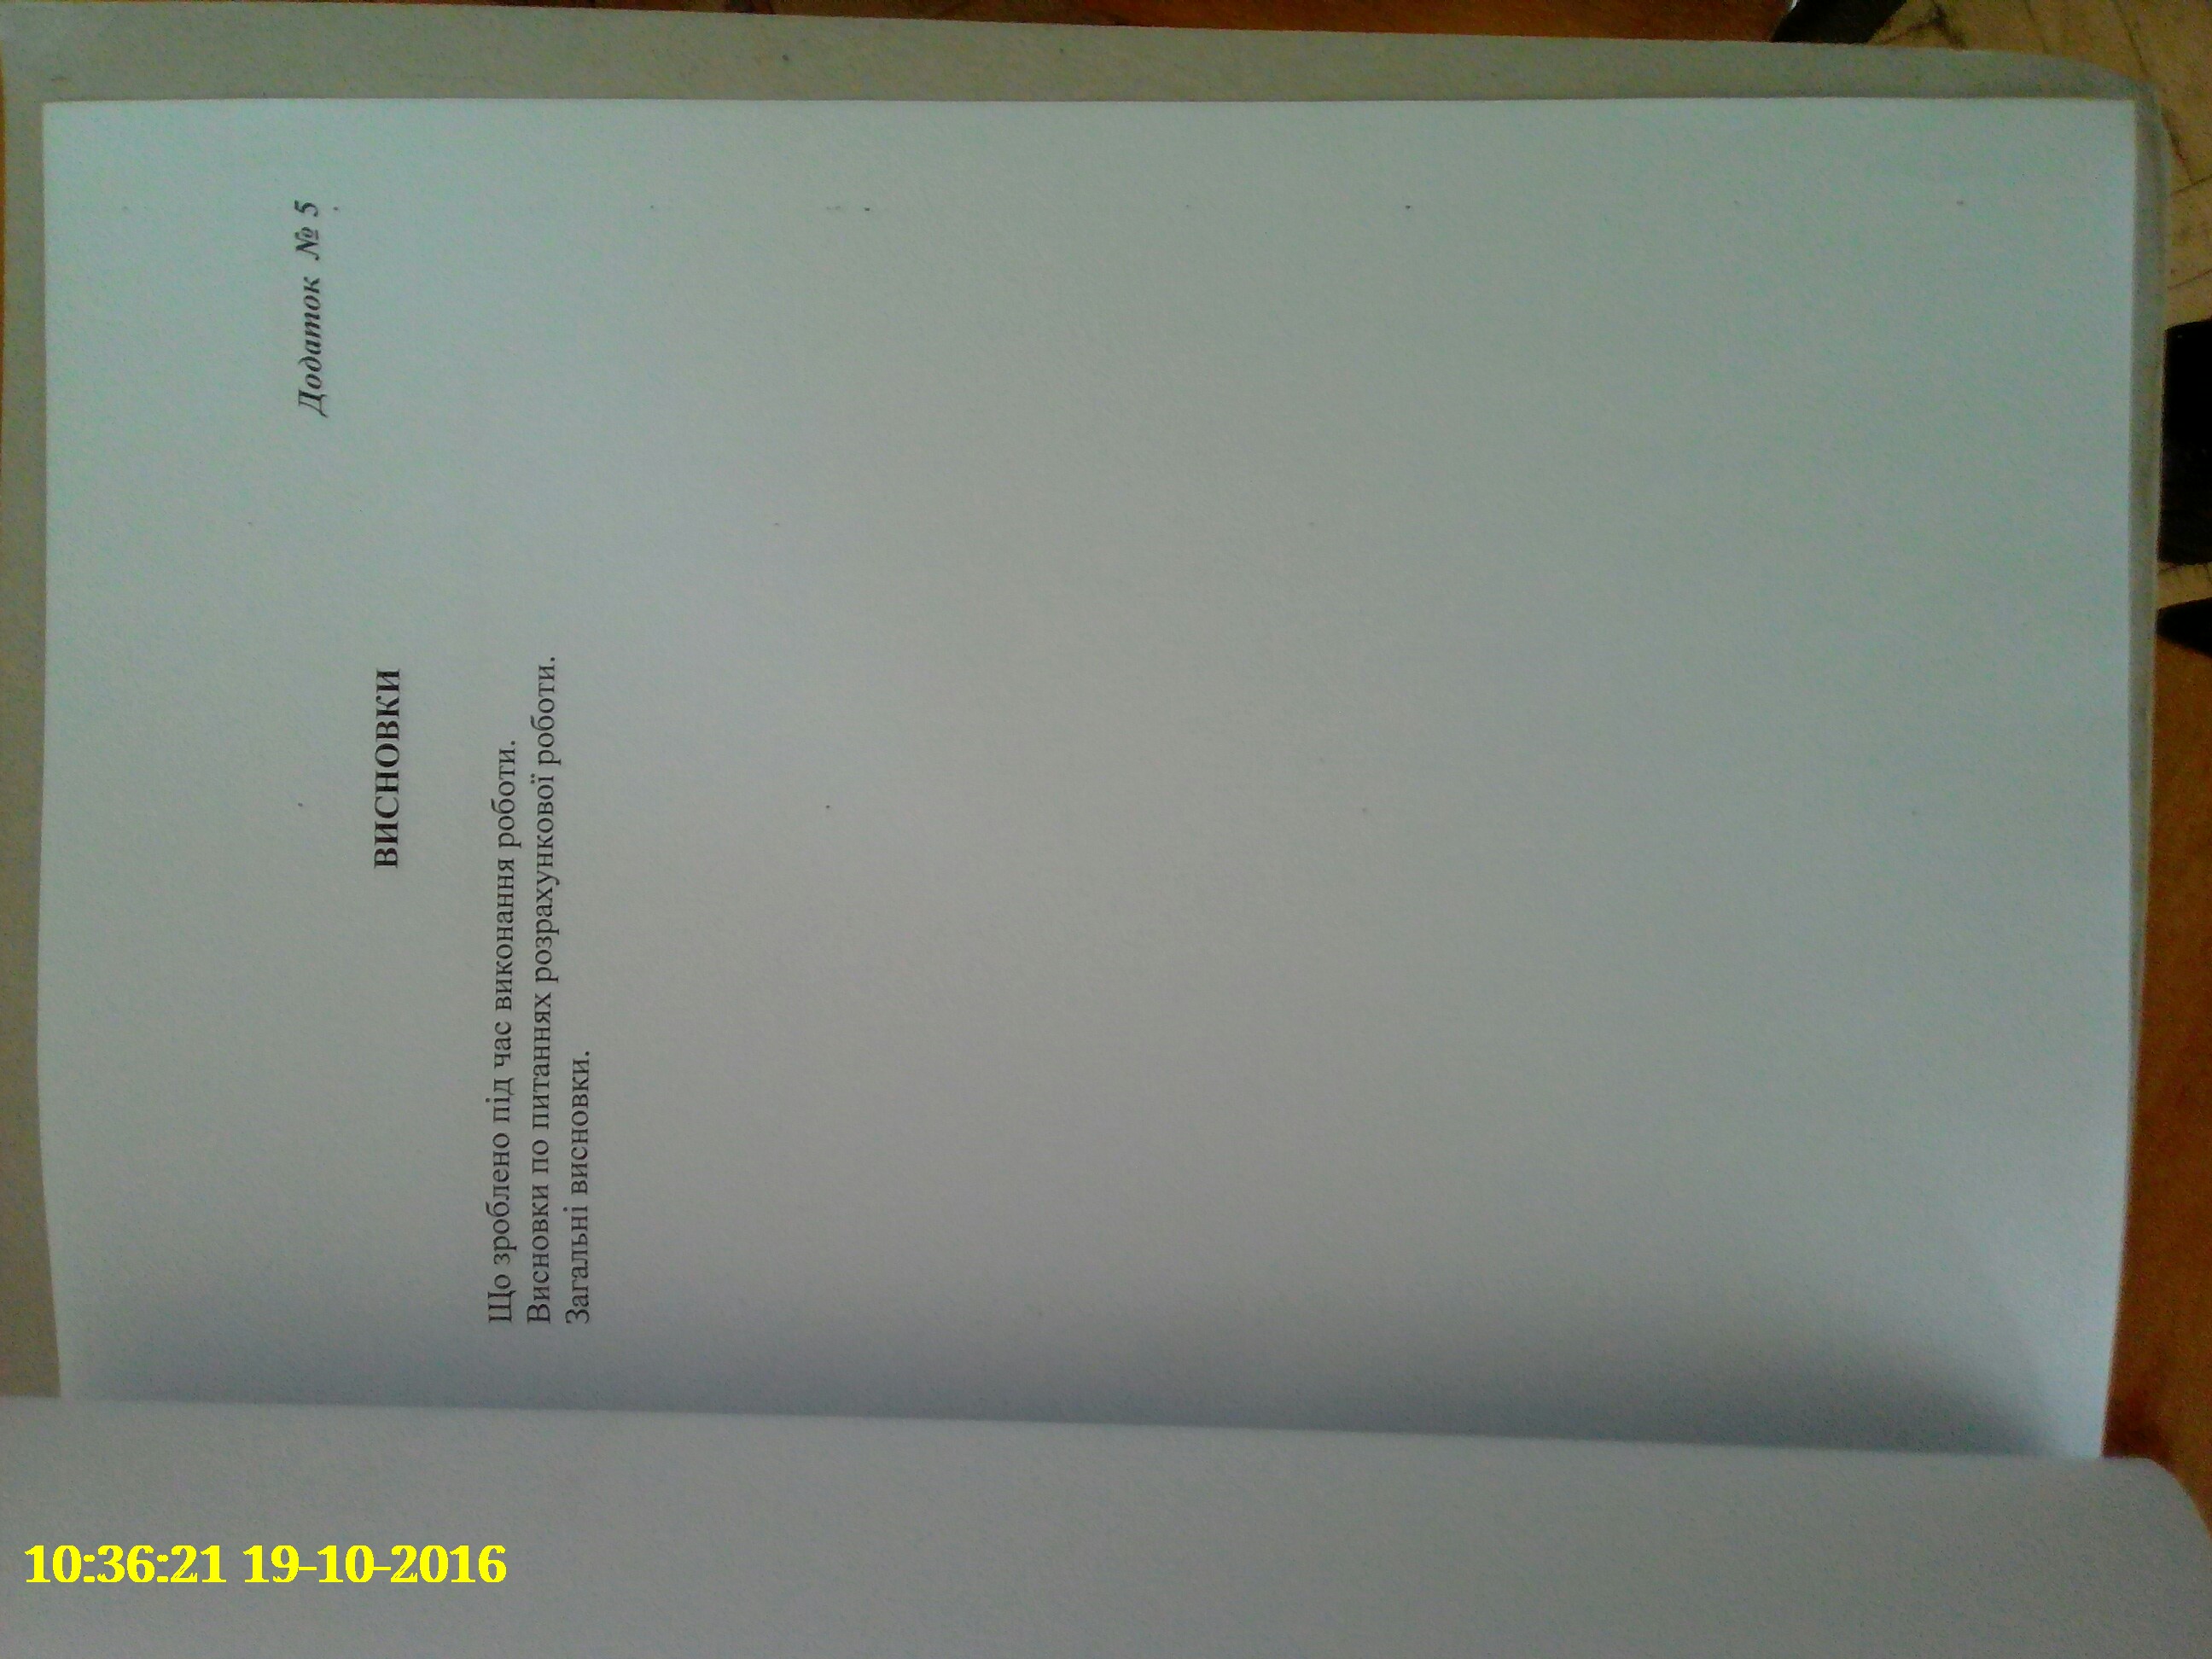 10:36:21 19-10-2016
Додаток № 5
ВИСНОВКИ
Що зроблено під час виконання роботи.
Висновки по питаннях розрахункової роботи.
Загальні висновки.